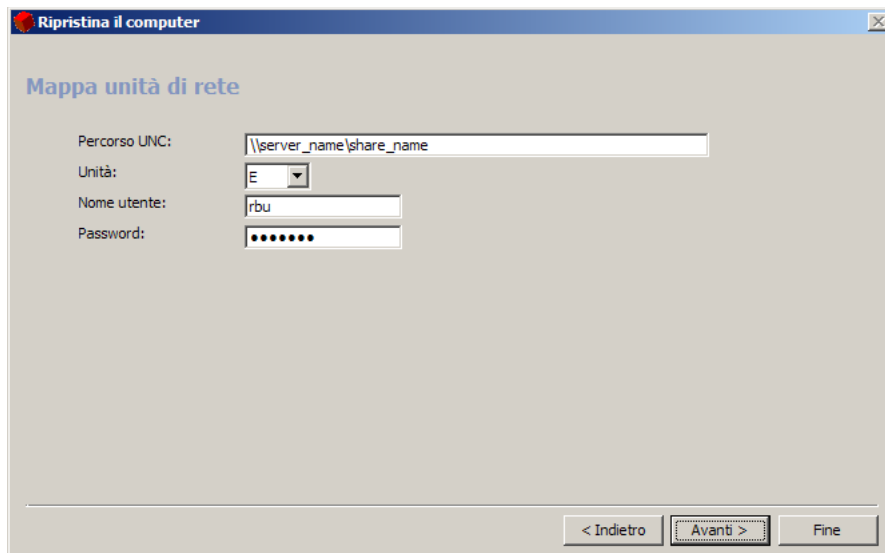 Ripristina il computer
Mappa unità di rete
Percorso UNC: \\server_name\share_name
Unità: E
Nome utente: rbu
Password: •••••••
< Indietro Avanti > Fine